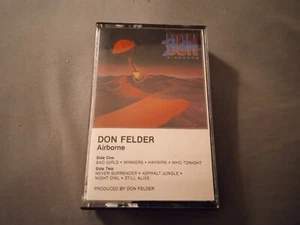 DON FELDER
Airborne
Side One
BAD GIRLS • WINNERS • HAYWIRE • WHO TONIGHT
Side Two
NEVER SURRENDER • ASPHALT JUNGLE •
NIGHT OWL • STILL ALIVE
PRODUCED BY DON FELDER